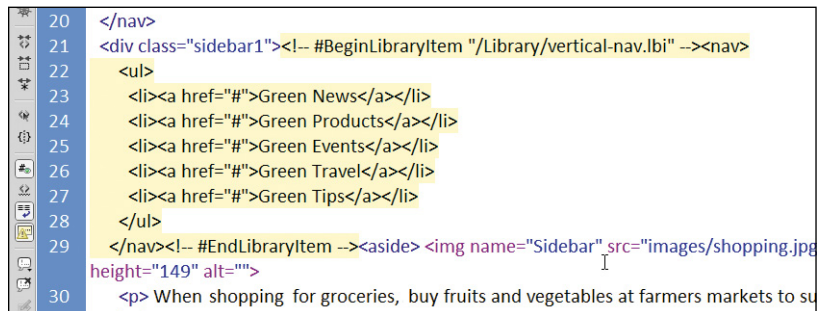 20 </nav>
21 <div class="sidebar1"><!-- #BeginLibraryItem "/Library/vertical-nav.lbi" --><nav>
22 <ul>
23 <li><a href="#">Green News</a></li>
24 <li><a href="#">Green Products</a></li>
25 <li><a href="#">Green Events</a></li>
26 <li><a href="#">Green Travel</a></li>
27 <li><a href="#">Green Tips</a></li>
28 </ul>
29 </nav><!-- #EndLibraryItem --><aside> <img name="Sidebar" src="images/shopping.jpg
height="149" alt="">
30 <p> When shopping for groceries, buy fruits and vegetables at farmers markets to su